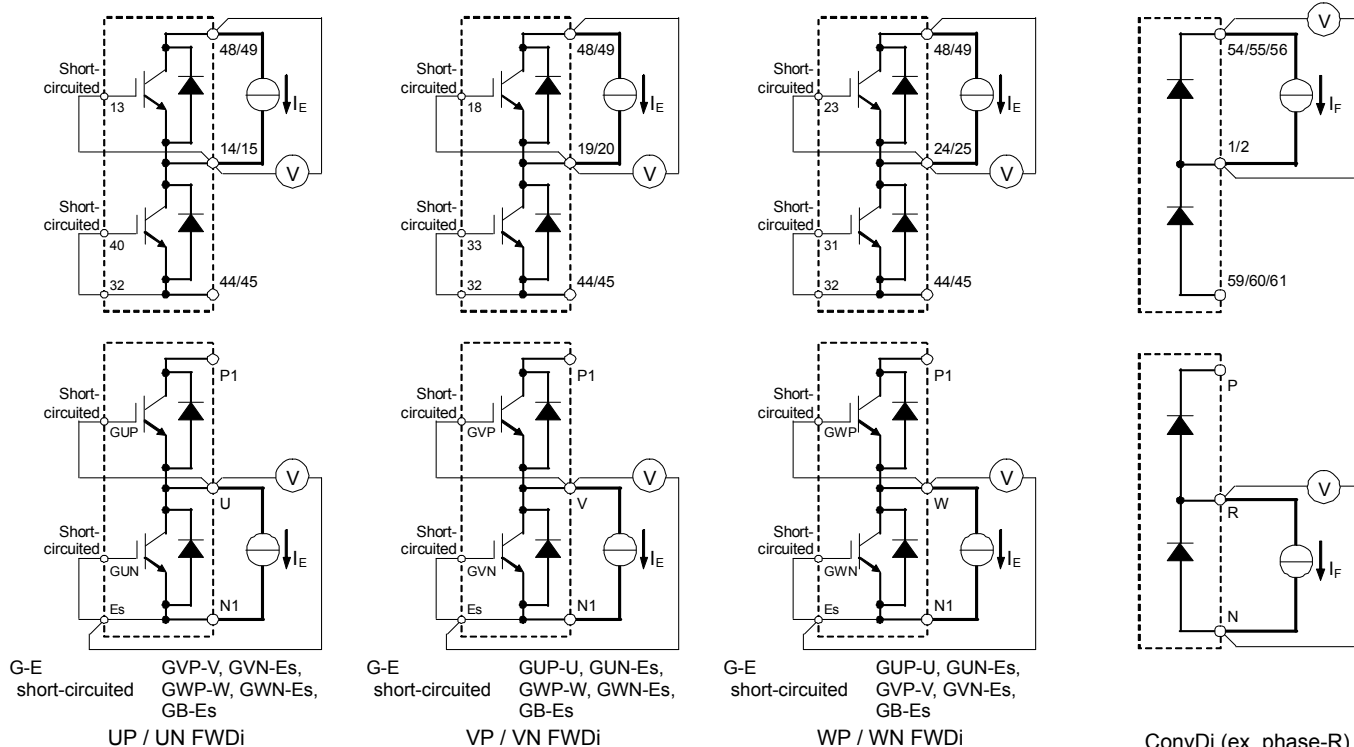 48/49
Short-
circuited
13
I_E
14/15
V
Short-
circuited
40
32
44/45
48/49
Short-
circuited
18
I_E
19/20
V
Short-
circuited
33
32
44/45
48/49
Short-
circuited
23
I_E
24/25
V
Short-
circuited
31
32
44/45
V
54/55/56
I_F
1/2
59/60/61
P1
Short-
circuited
GUP
V
U
Short-
circuited
GUN
I_E
Es
N1
P1
Short-
circuited
GVP
V
V
Short-
circuited
GVN
I_E
Es
N1
P1
Short-
circuited
GWP
V
W
Short-
circuited
GWN
I_E
Es
N1
P
V
R
I_F
N
G-E GVP-V, GVN-Es,
short-circuited GWP-W, GWN-Es,
GB-Es
UP / UN FWDi
G-E GUP-U, GUN-Es,
short-circuited GWP-W, GWN-Es,
GB-Es
VP / VN FWDi
G-E GUP-U, GUN-Es,
short-circuited GVP-V, GVN-Es,
GB-Es
WP / WN FWDi
ConvDi (ex. phase-R)